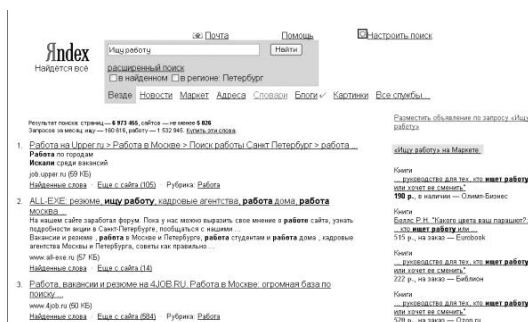 Почта Помощь Настроить поиск
Яndex
Найдётся всё
Ищу работу
Найти
расширенный поиск
в найденном в регионе: Петербург
Везде Новости Маркет Адреса Словари Блоги Картинки Все службы...
Результат поиска: страниц — 6 973 455, сайтов — не менее 5 826
Запросов за месяц: ищу — 160 616, работу — 1 532 945. Купить эти слова.
1. Работа на Upper.ru > Работа в Москве > Поиск работы Санкт Петербург > работа ...
Работа по городам
Искали среди вакансий
job.upper.ru (69 КБ)
Найденные слова · Еще с сайта (105) · Рубрика: Работа
2. ALL-EXE: резюме, ищу работу, кадровые агентства, работа дома, работа
москва ...
На нашем сайте заработал форум. Пока у нас можно выразить свое мнение о работе сайта, узнать
подробности акции в Санкт-Петербурге, пообщаться с нашими ...
Вакансии и резюме, работа в Москве и Петербурге, работа студентам и работа дома, кадровые
агентства Москвы и Петербурга, советы как правильно ...
www.all-exe.ru (57 КБ)
Найденные слова · Еще с сайта (14)
3. Работа, вакансии и резюме на 4JOB.RU. Работа в Москве: огромная база по
поиску ...
www.4job.ru (50 КБ)
Найденные слова · Еще с сайта (684) · Рубрика: Работа
Разместить объявление по запросу «Ищу
работу»
«Ищу работу» на Маркете
Книги
... руководство для тех, кто ищет работу
или хочет ее сменить"
190 р., в наличии — Олимп-Бизнес
Книги
Боллс Р.Н. "Какого цвета ваш парашют?:
... кто ищет работу или ...
515 р., на заказ — Eurobook
Книги
... руководство для тех, кто ищет работу
или хочет ее сменить"
222 р., на заказ — Библион
Книги
... руководство для тех, кто ищет работу
или хочет ее сменить"
528 р., на заказ — Ozon.ru